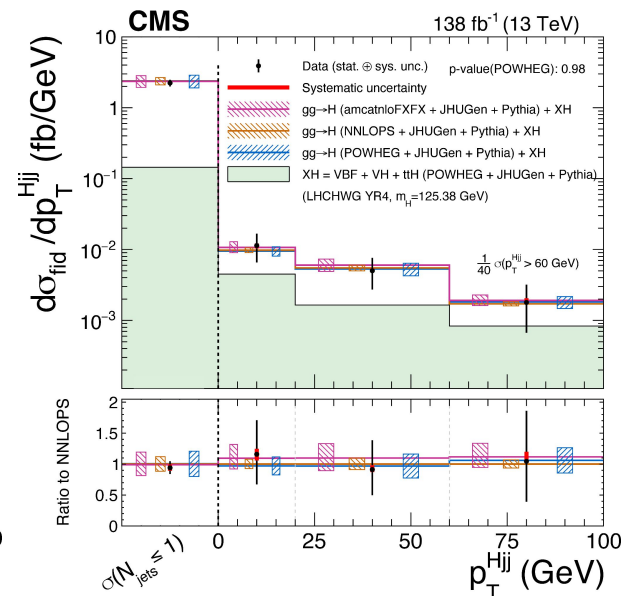 CMS 138 fb⁻¹ (13 TeV)
dσ_fid/dp_T^Hjj (fb/GeV)
10
1
10⁻¹
10⁻²
10⁻³
Data (stat. ⊕ sys. unc.) p-value(POWHEG): 0.98
Systematic uncertainty
gg→H (amcatnloFXFX + JHUGen + Pythia) + XH
gg→H (NNLOPS + JHUGen + Pythia) + XH
gg→H (POWHEG + JHUGen + Pythia) + XH
XH = VBF + VH + ttH (POWHEG + JHUGen + Pythia)
(LHCHWG YR4, m_H=125.38 GeV)
1/40 σ(p_T^Hjj > 60 GeV)
Ratio to NNLOPS
2
1.5
1
0.5
0
σ(N_jets ≤ 1) 0 25 50 75 100
p_T^Hjj (GeV)